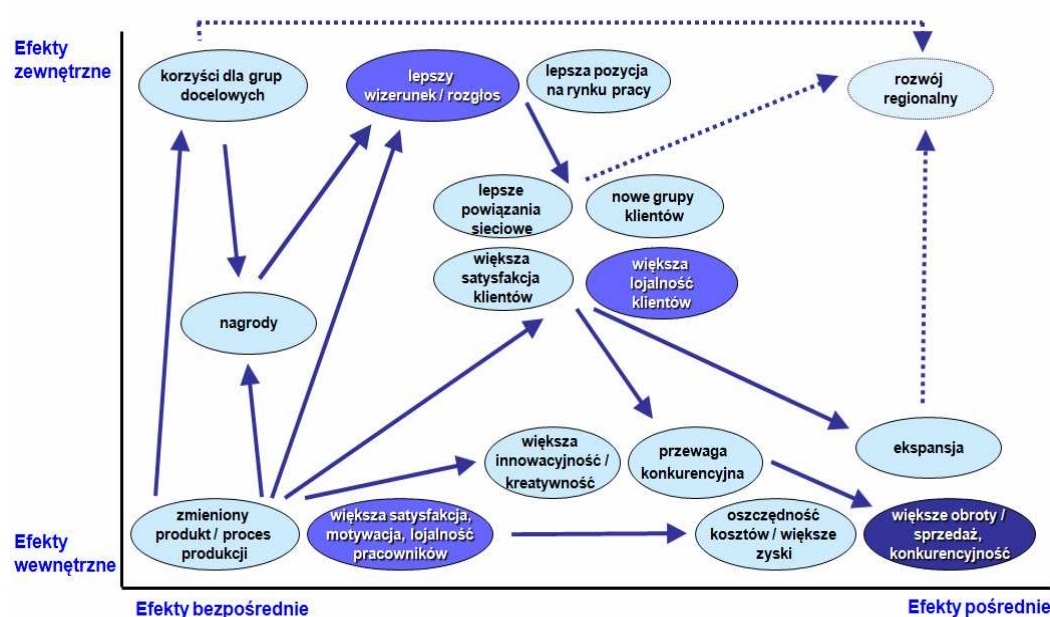 Efekty
zewnętrzne
korzyści dla grup
docelowych
lepszy
wizerunek / rozgłos
lepsza pozycja
na rynku pracy
rozwój
regionalny
lepsze
powiązania
sieciowe
nowe grupy
klientów
większa
satysfakcja
klientów
większa
lojalność
klientów
nagrody
większa
innowacyjność /
kreatywność
przewaga
konkurencyjna
ekspansja
zmieniony
produkt / proces
produkcji
większa satysfakcja,
motywacja, lojalność
pracowników
oszczędność
kosztów / większe
zyski
większe obroty /
sprzedaż,
konkurencyjność
Efekty
wewnętrzne
Efekty bezpośrednie
Efekty pośrednie